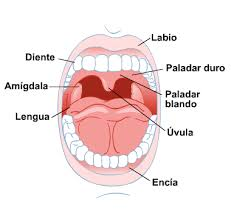 Labio
Diente
Paladar duro
Amígdala
Paladar
blando
Lengua
Úvula
Encía